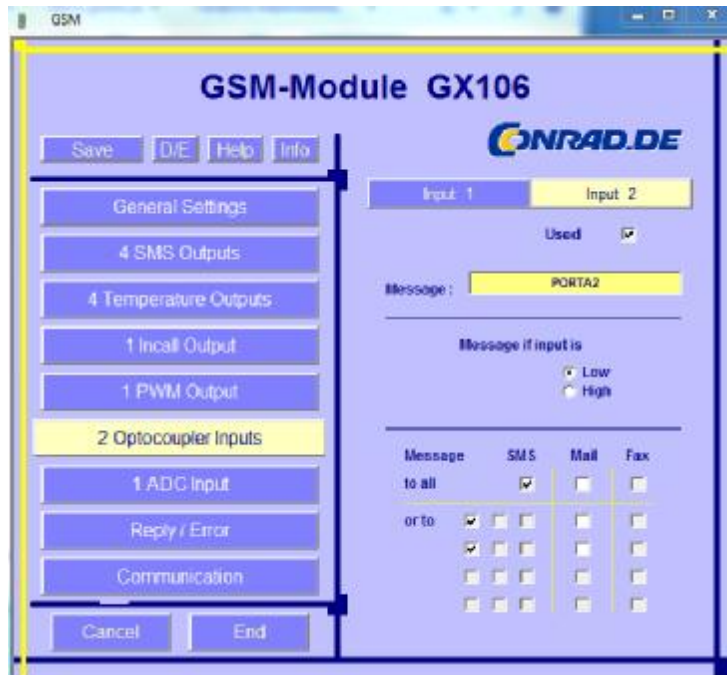 GSM
GSM-Module GX106
CONRAD.DE
Save D/E Help Info
General Settings
4 SMS Outputs
4 Temperature Outputs
1 Incall Output
1 PWM Output
2 Optocoupler Inputs
1 ADC Input
Reply / Error
Communication
Cancel End
Input 1 Input 2
Used
Message : PORTA2
Message if input is
Low
High
Message SMS Mail Fax
to all
or to